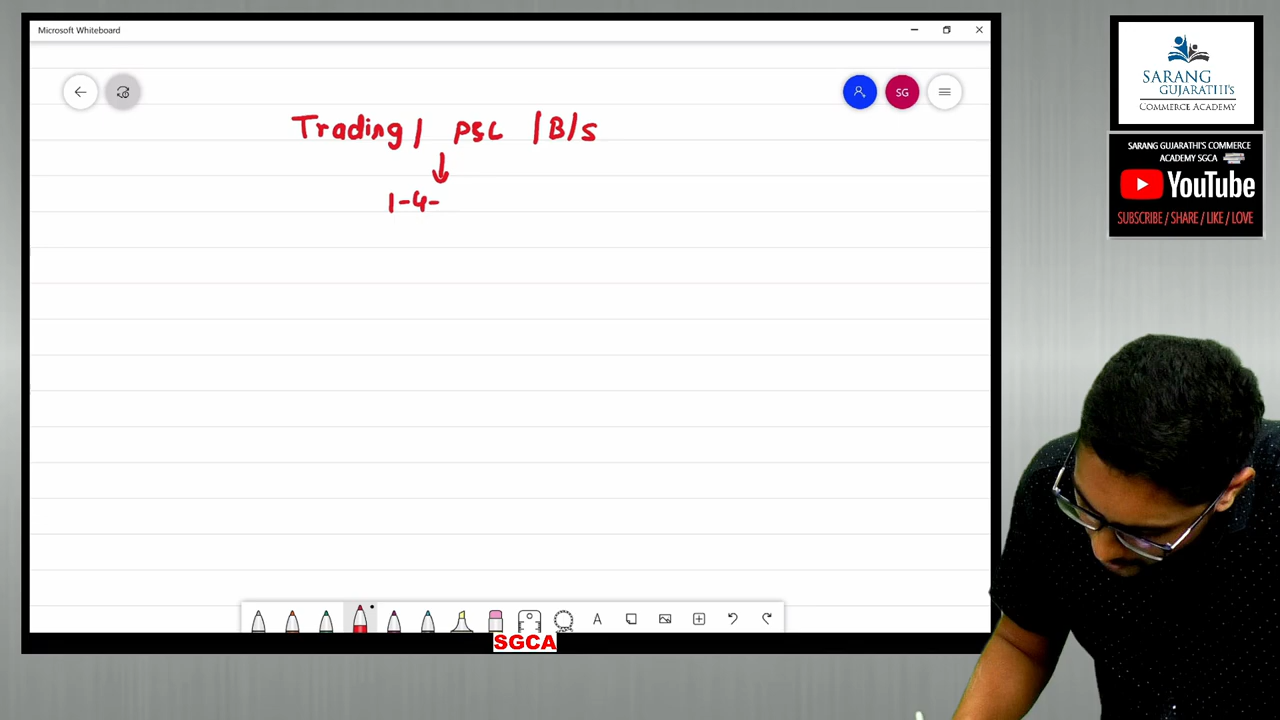 Microsoft Whiteboard
SG
Trading / P&L / B/S
1-4-
A
SGCA
SARANG
GUJARATHI'S
COMMERCE ACADEMY
SARANG GUJARATHI'S COMMERCE
ACADEMY SGCA
YouTube
SUBSCRIBE / SHARE / LIKE / LOVE